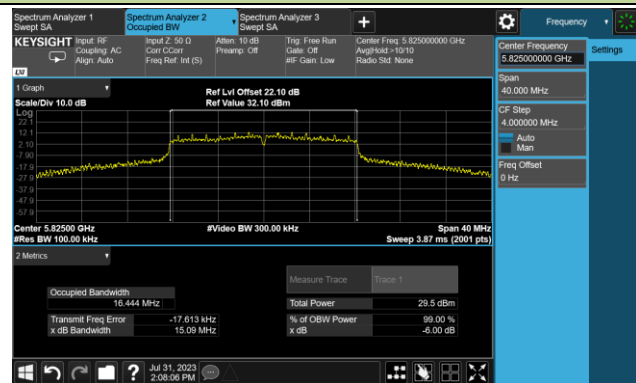 Spectrum Analyzer 1
Swept SA
Spectrum Analyzer 2
Occupied BW
Spectrum Analyzer 3
Swept SA
Frequency
KEYSIGHT
Input: RF
Coupling: AC
Align: Auto
Input Z: 50 Ω
Corr CCorr
Freq Ref: Int (S)
Atten: 10 dB
Preamp: Off
Trig: Free Run
Gate: Off
#IF Gain: Low
Center Freq: 5.825000000 GHz
Avg|Hold:>10/10
Radio Std: None
LXI
Center Frequency
5.825000000 GHz
Settings
Span
40.000 MHz
CF Step
4.000000 MHz
Auto
Man
Freq Offset
0 Hz
1 Graph
Scale/Div 10.0 dB
Ref Lvl Offset 22.10 dB
Ref Value 32.10 dBm
Log
22.1
12.1
2.10
-7.90
-17.9
-27.9
-37.9
-47.9
-57.9
Center 5.82500 GHz
#Video BW 300.00 kHz
Span 40 MHz
#Res BW 100.00 kHz
Sweep 3.87 ms (2001 pts)
2 Metrics
Measure Trace
Trace 1
Occupied Bandwidth
16.444 MHz
Total Power
29.5 dBm
Transmit Freq Error
-17.613 kHz
% of OBW Power
99.00 %
x dB Bandwidth
15.09 MHz
x dB
-6.00 dB
?
Jul 31, 2023
2:08:06 PM